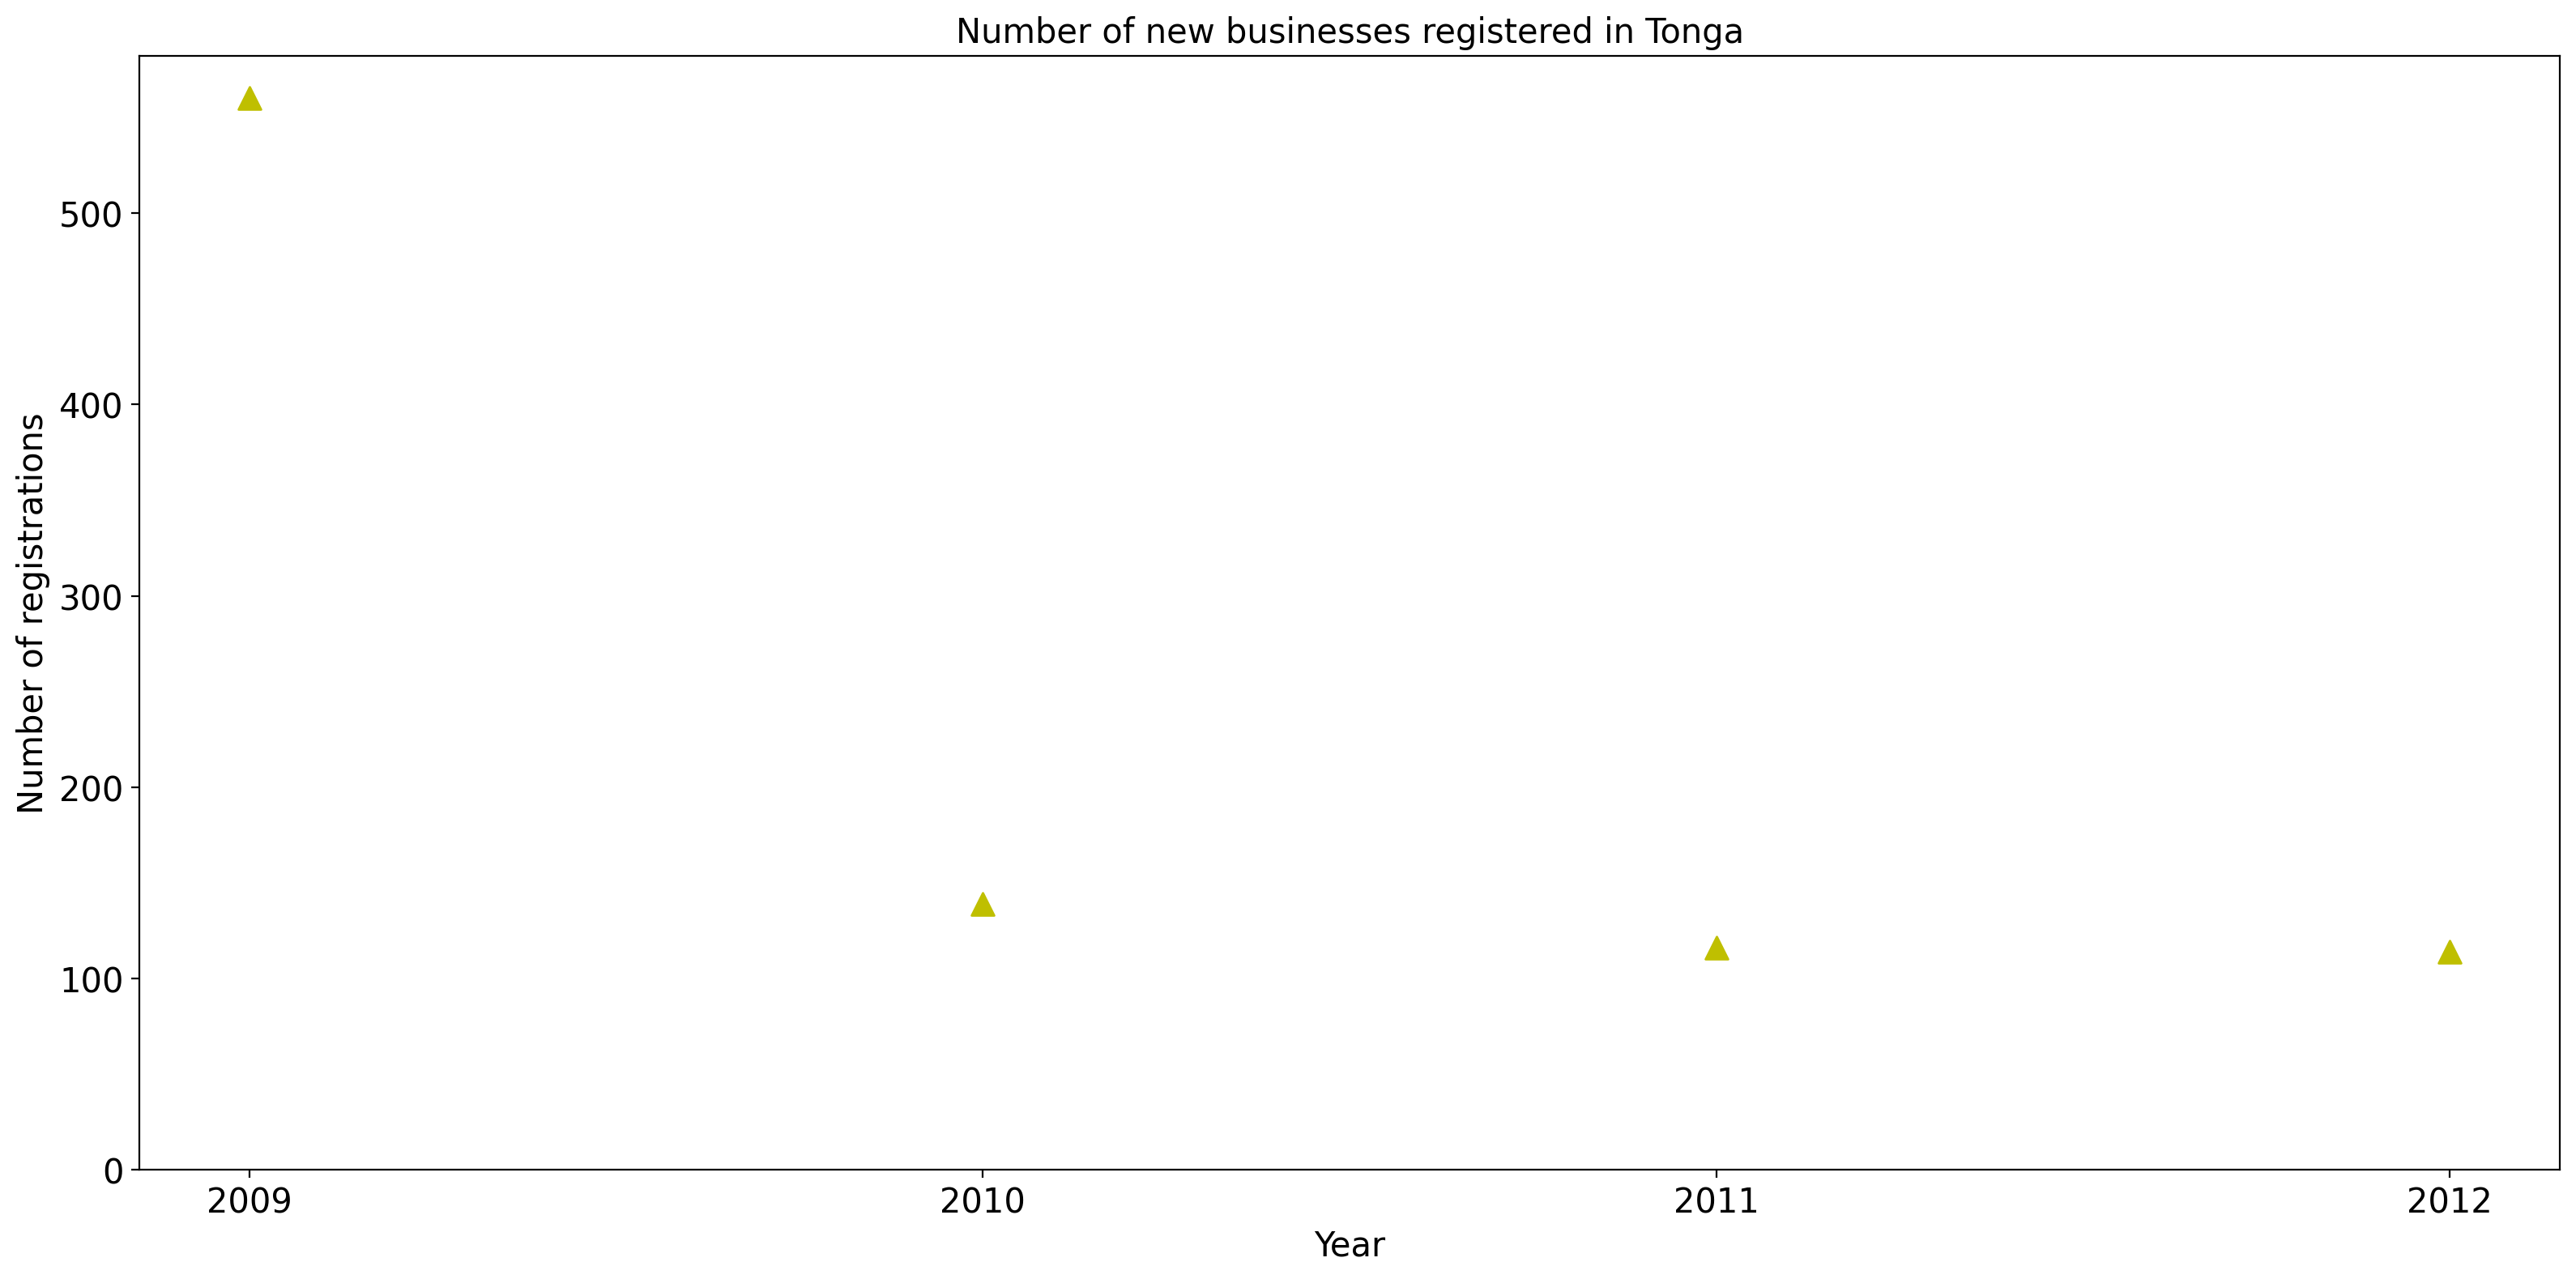 Number of new businesses registered in Tonga
Number of registrations
500
400
300
200
100
0
2009 2010 2011 2012
Year